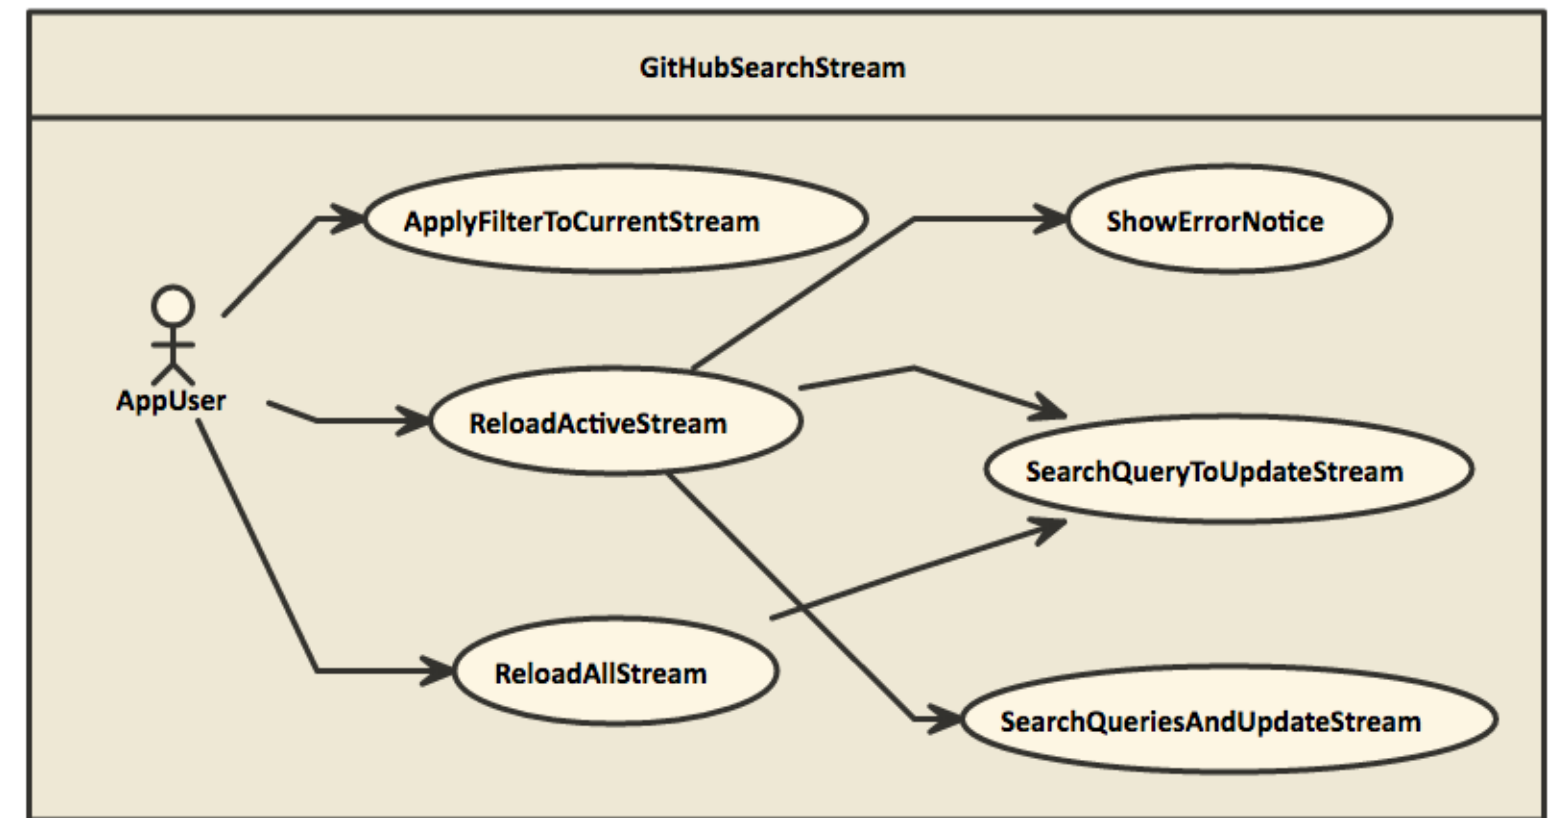 GitHubSearchStream
ApplyFilterToCurrentStream
ShowErrorNotice
AppUser
ReloadActiveStream
SearchQueryToUpdateStream
ReloadAllStream
SearchQueriesAndUpdateStream